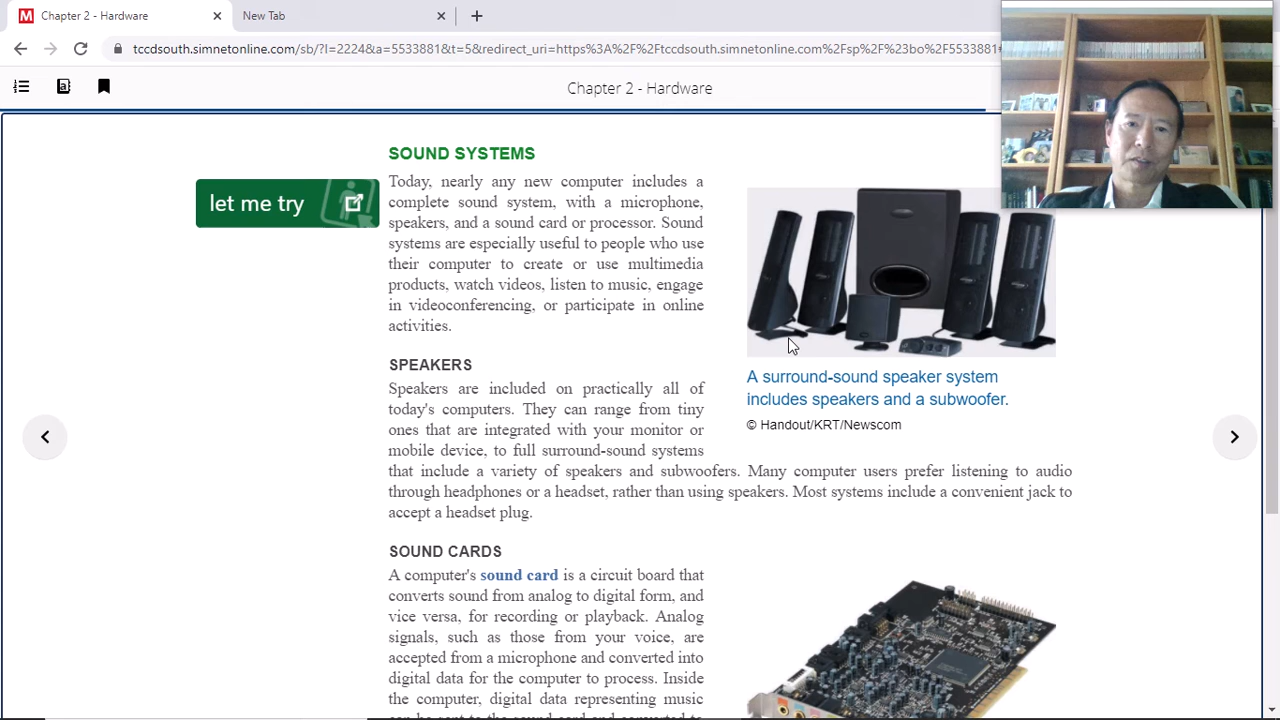 Chapter 2 - Hardware
New Tab
tccdsouth.simnetonline.com/sb/?l=2224&a=5533881&t=5&redirect_uri=https%3A%2F%2Ftccdsouth.simnetonline.com%2Fsp%2F%23bo%2F5533881
Chapter 2 - Hardware
SOUND SYSTEMS
let me try
Today, nearly any new computer includes a
complete sound system, with a microphone,
speakers, and a sound card or processor. Sound
systems are especially useful to people who use
their computer to create or use multimedia
products, watch videos, listen to music, engage
in videoconferencing, or participate in online
activities.
A surround-sound speaker system
includes speakers and a subwoofer.
© Handout/KRT/Newscom
SPEAKERS
Speakers are included on practically all of
today's computers. They can range from tiny
ones that are integrated with your monitor or
mobile device, to full surround-sound systems
that include a variety of speakers and subwoofers. Many computer users prefer listening to audio
through headphones or a headset, rather than using speakers. Most systems include a convenient jack to
accept a headset plug.
SOUND CARDS
A computer's sound card is a circuit board that
converts sound from analog to digital form, and
vice versa, for recording or playback. Analog
signals, such as those from your voice, are
accepted from a microphone and converted into
digital data for the computer to process. Inside
the computer, digital data representing music
can be sent to the sound card and converted to